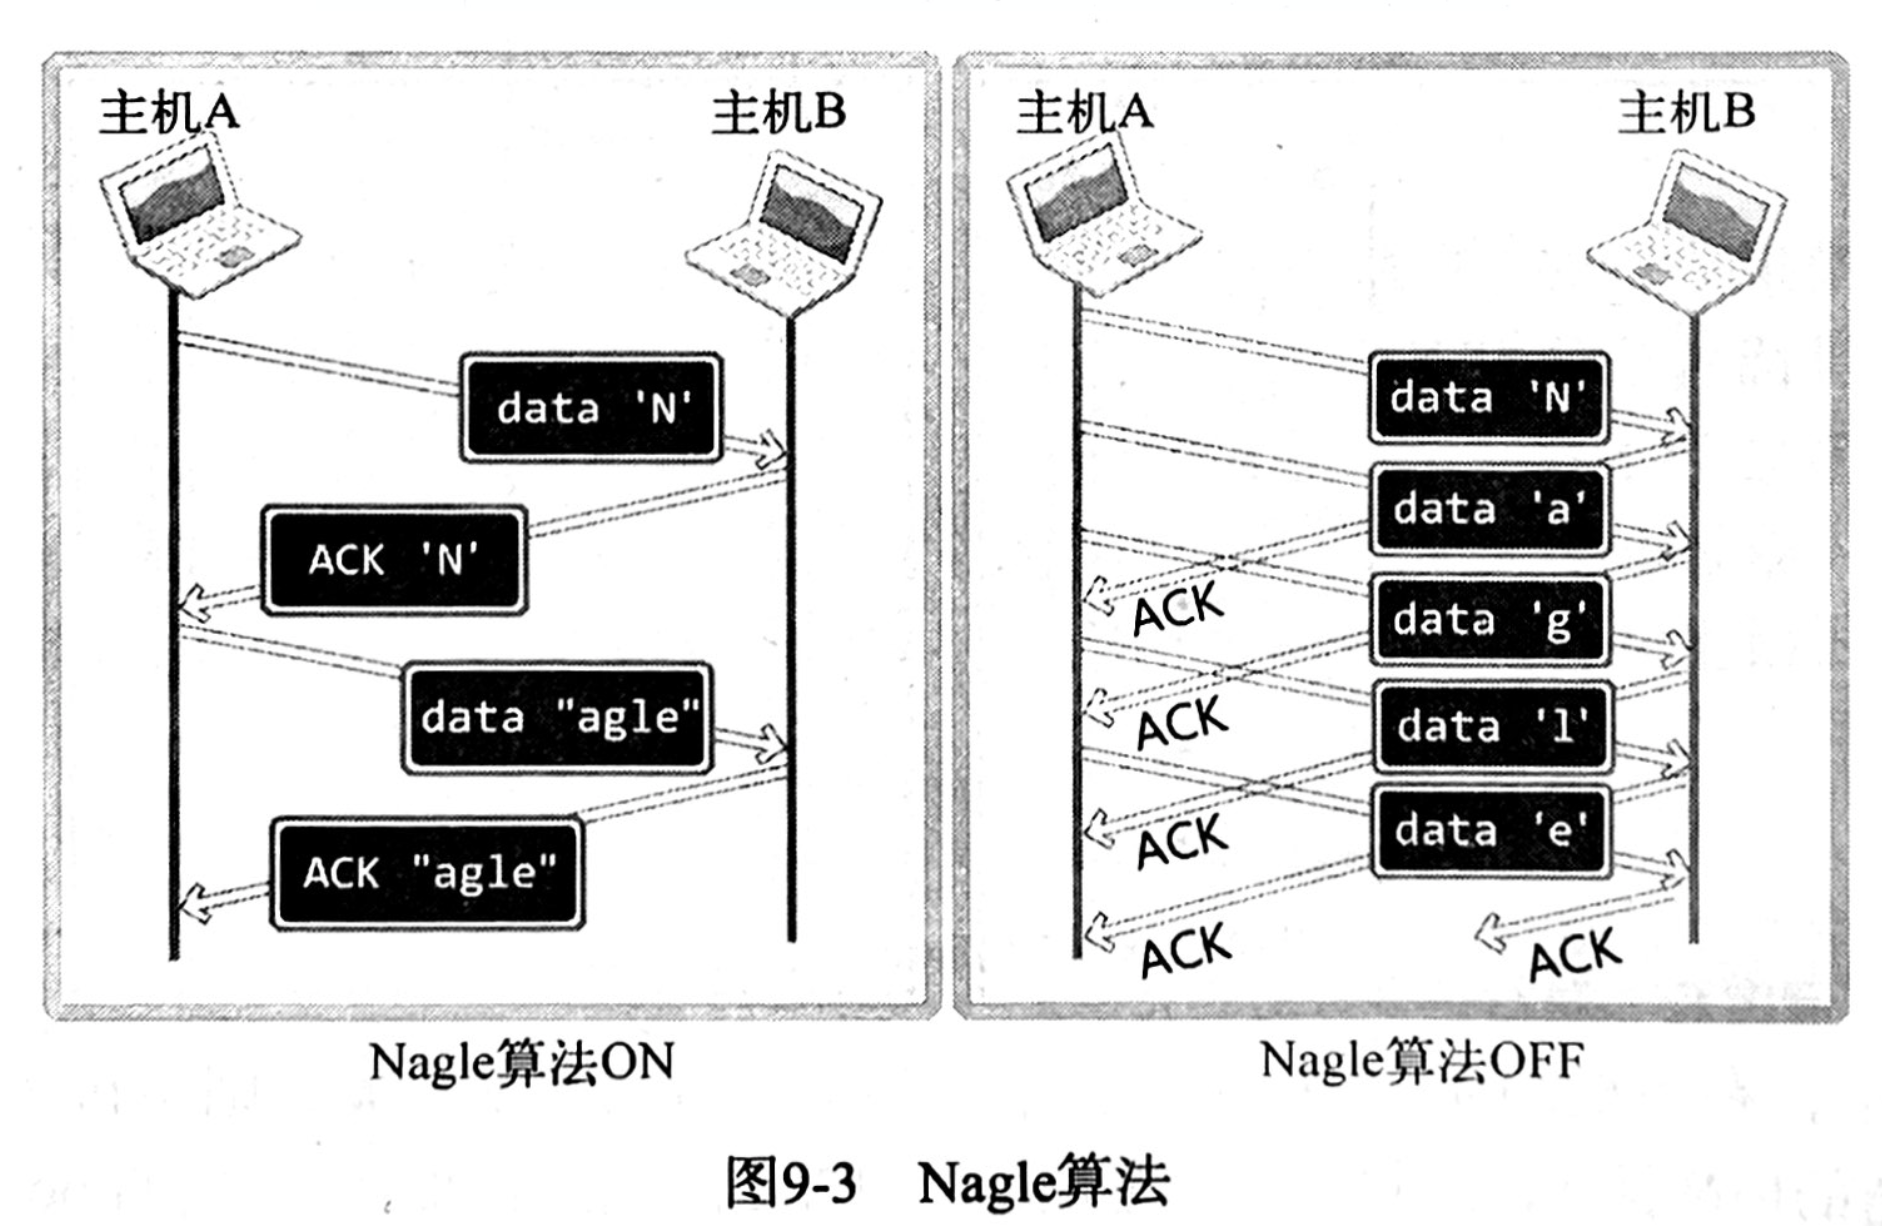 主机A 主机B
data 'N'
ACK 'N'
data "agle"
ACK "agle"
Nagle算法ON
主机A 主机B
data 'N'
data 'a'
ACK
data 'g'
ACK
data 'l'
ACK
data 'e'
ACK
ACK
Nagle算法OFF
图9-3 Nagle算法